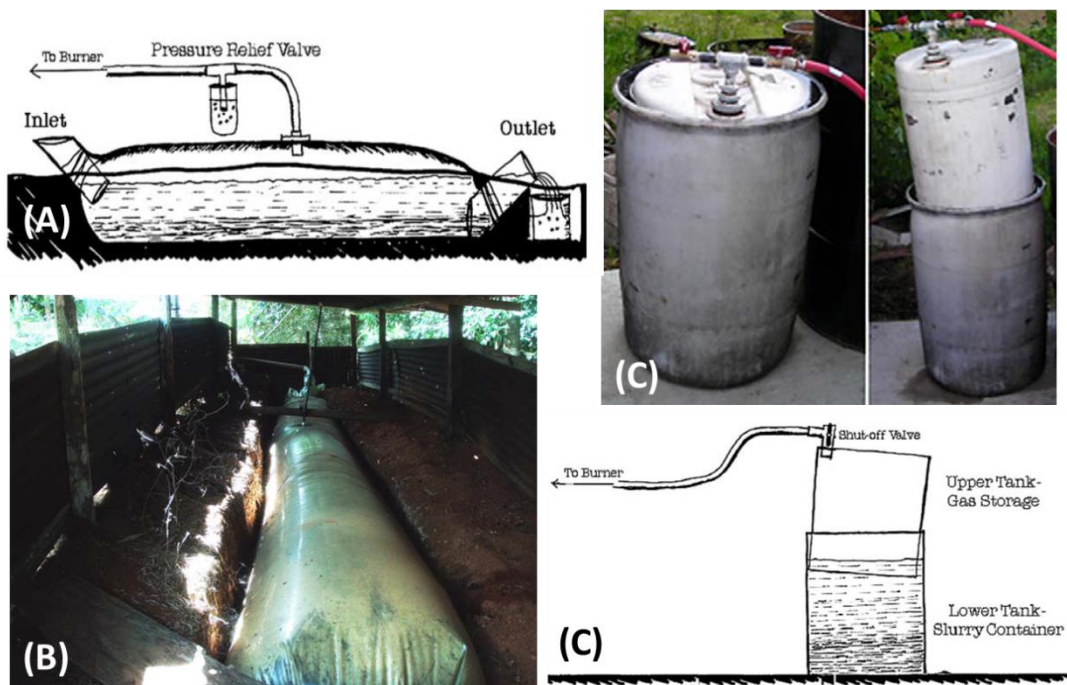 Pressure Relief Valve
To Burner
Inlet
Outlet
(A)
(C)
(B)
Shut-off Valve
To Burner
Upper Tank-
Gas Storage
Lower Tank-
Slurry Container
(C)